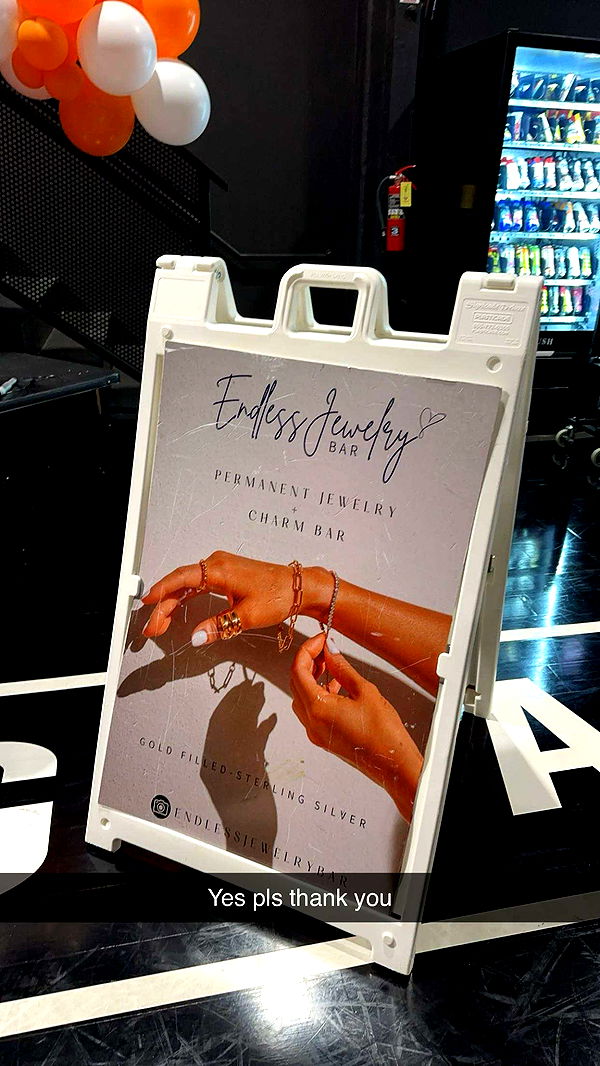 Endless Jewelry
BAR
PERMANENT JEWELRY
+
CHARM BAR
GOLD FILLED-STERLING SILVER
ENDLESSJEWELRYBAR
Yes pls thank you
A